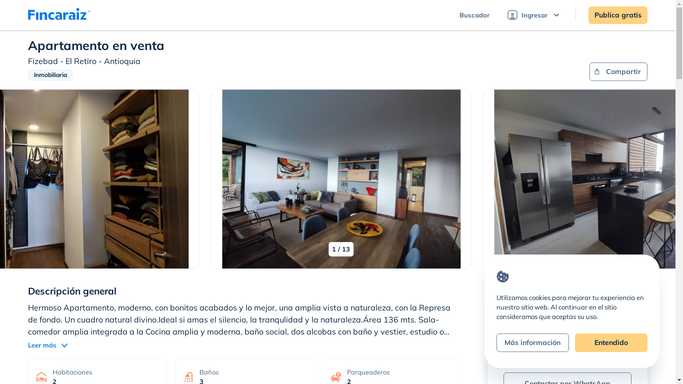 Fincaraiz
Buscador
Ingresar
Publica gratis
Apartamento en venta
Fizebad - El Retiro - Antioquia
Inmobiliaria
Compartir
1 / 13
Descripción general
Hermoso Apartamento, moderno, con bonitos acabados y lo mejor, una amplia vista a naturaleza, con la Represa
de fondo. Un cuadro natural divino.Ideal si amas el silencio, la tranquilidad y la naturaleza.Área 136 mts. Sala-
comedor amplia integrada a la Cocina amplia y moderna, baño social, dos alcobas con baño y vestier, estudio o...
Leer más
Habitaciones
2
Baños
3
Parqueaderos
2
Utilizamos cookies para mejorar tu experiencia en
nuestro sitio web. Al continuar en el sitio
consideramos que aceptas su uso.
Más información
Entendido
Contactar por WhatsApp